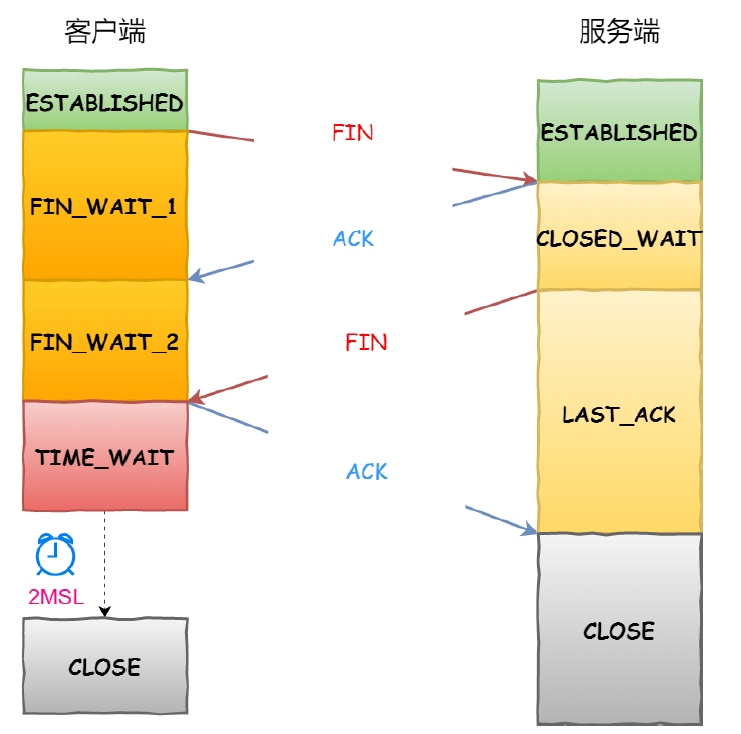 客户端
服务端
ESTABLISHED
FIN
ESTABLISHED
FIN_WAIT_1
ACK
CLOSED_WAIT
FIN_WAIT_2
FIN
LAST_ACK
TIME_WAIT
ACK
2MSL
CLOSE
CLOSE